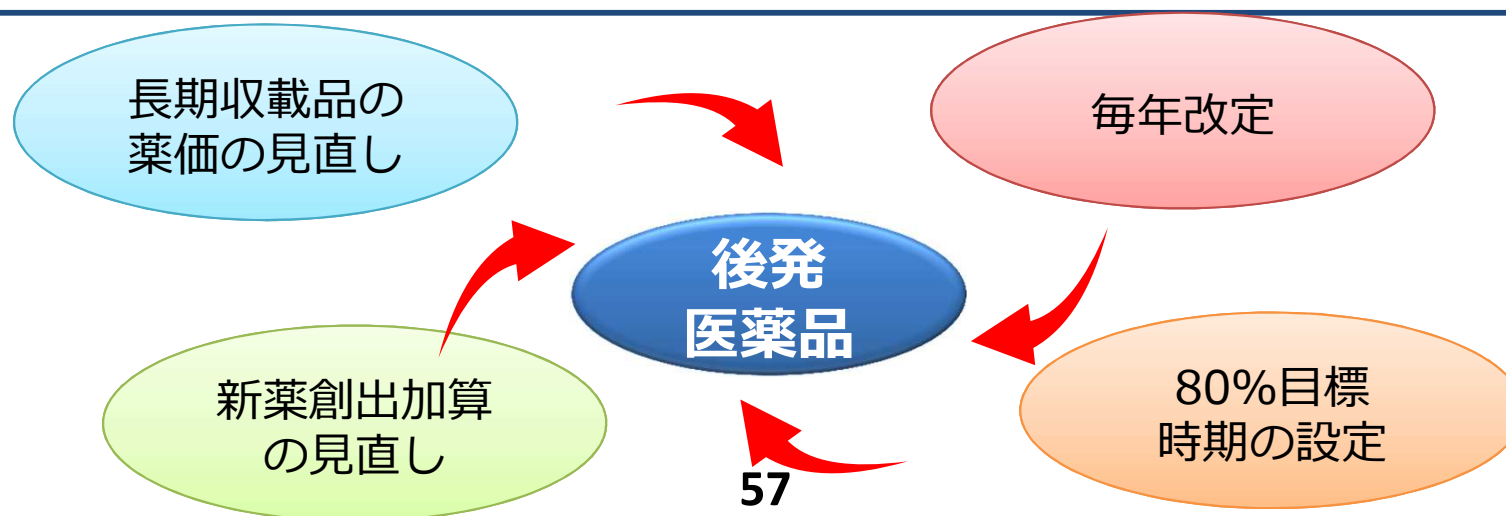 長期収載品の
薬価の見直し
毎年改定
後発
医薬品
新薬創出加算
の見直し
80%目標
時期の設定
57